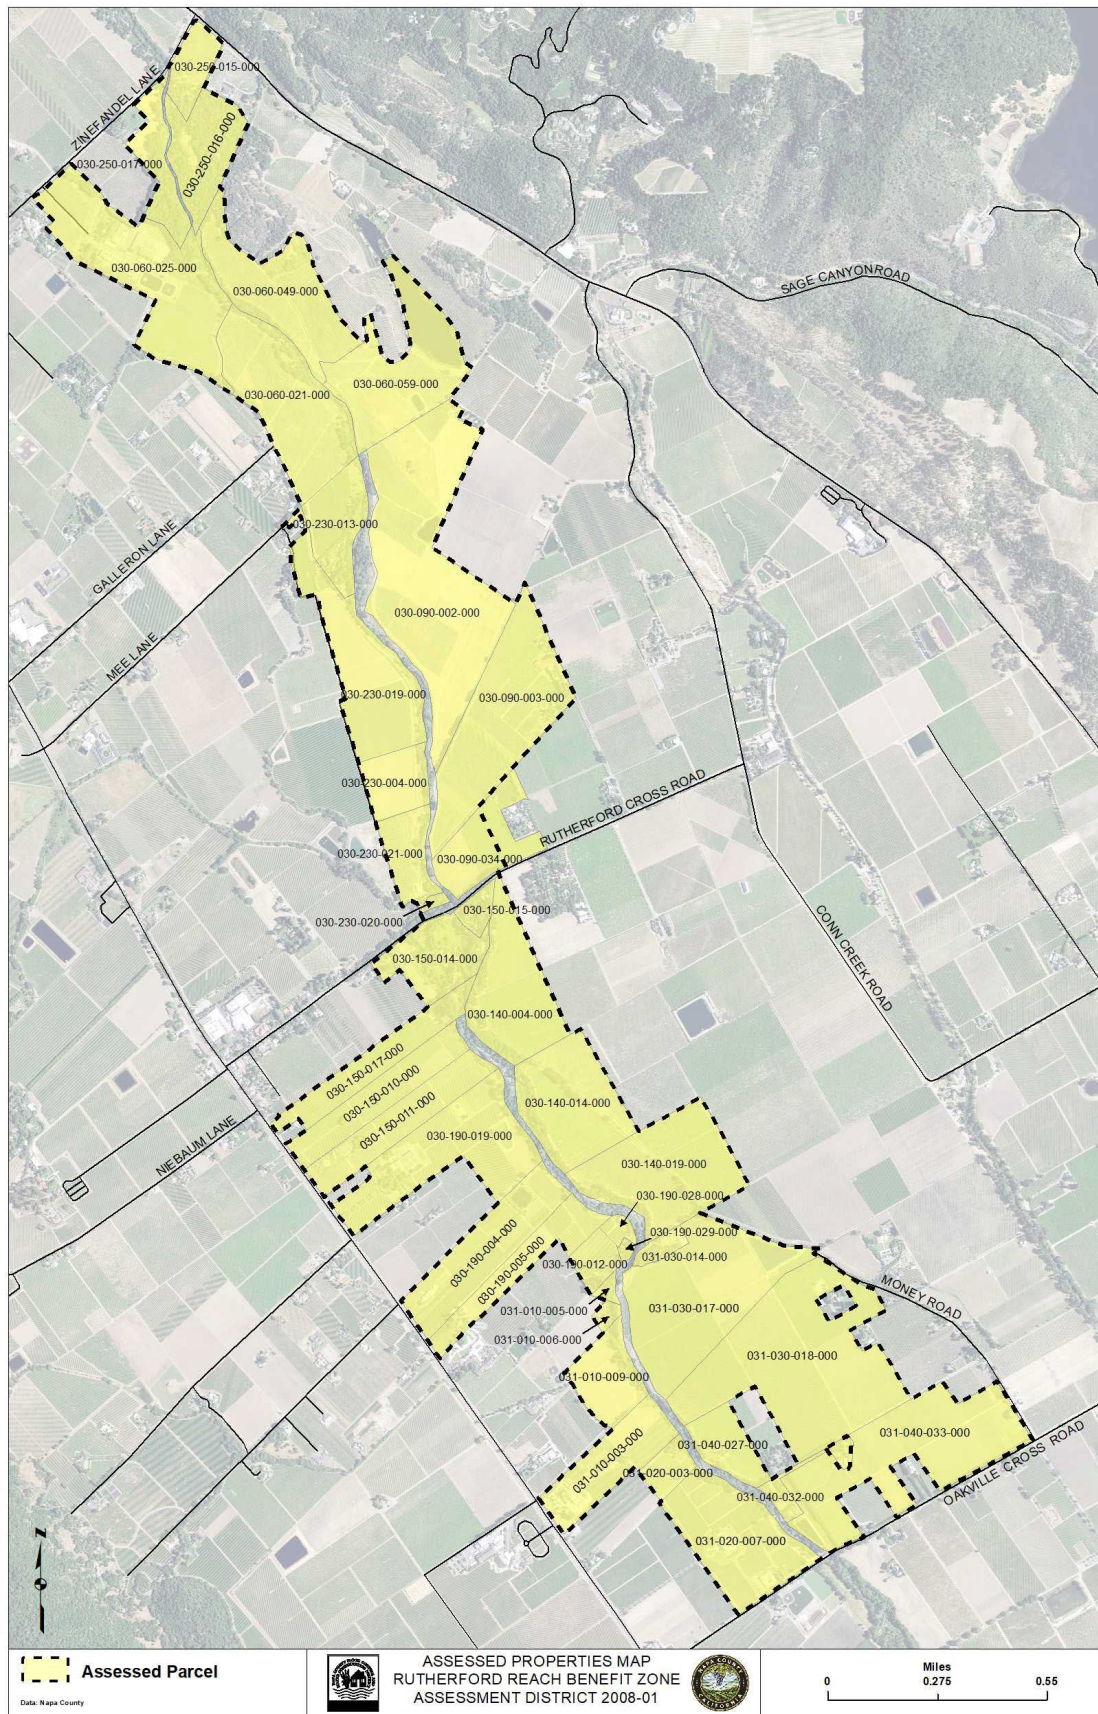 030-250-015-000
ZINEFANDEL LANE
030-250-016-000
030-250-017-000
030-060-025-000
030-060-049-000
SAGE CANYONROAD
030-060-059-000
030-060-021-000
GALLERON LANE
030-230-013-000
MEE LANE
030-090-002-000
030-230-019-000
030-090-003-000
030-230-004-000
RUTHERFORD CROSS ROAD
030-230-021-000
030-090-034-000
030-230-020-000
030-150-015-000
CONN CREEK ROAD
030-150-014-000
030-140-004-000
030-150-017-000
030-150-010-000
030-150-011-000
030-140-014-000
NIEBAUM LANE
030-190-019-000
030-140-019-000
030-190-028-000
030-190-029-000
030-190-004-000
030-190-005-000
030-190-012-000
031-030-014-000
MONEY ROAD
031-010-005-000
031-030-017-000
031-010-006-000
031-030-018-000
031-010-009-000
031-040-033-000
031-010-003-000
031-040-027-000
031-020-003-000
OAKVILLE CROSS ROAD
031-040-032-000
031-020-007-000
N
Assessed Parcel
Data: Napa County
ASSESSED PROPERTIES MAP
RUTHERFORD REACH BENEFIT ZONE
ASSESSMENT DISTRICT 2008-01
NAPA COUNTY
CALIFORNIA
Miles
0 0.275 0.55